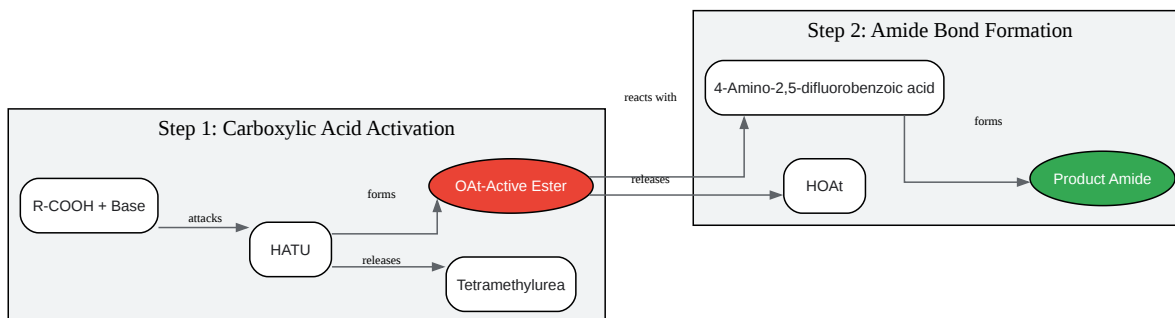 Step 1: Carboxylic Acid Activation
R-COOH + Base
attacks
HATU
forms
OAt-Active Ester
releases
Tetramethylurea
Step 2: Amide Bond Formation
reacts with
4-Amino-2,5-difluorobenzoic acid
releases
HOAt
forms
Product Amide